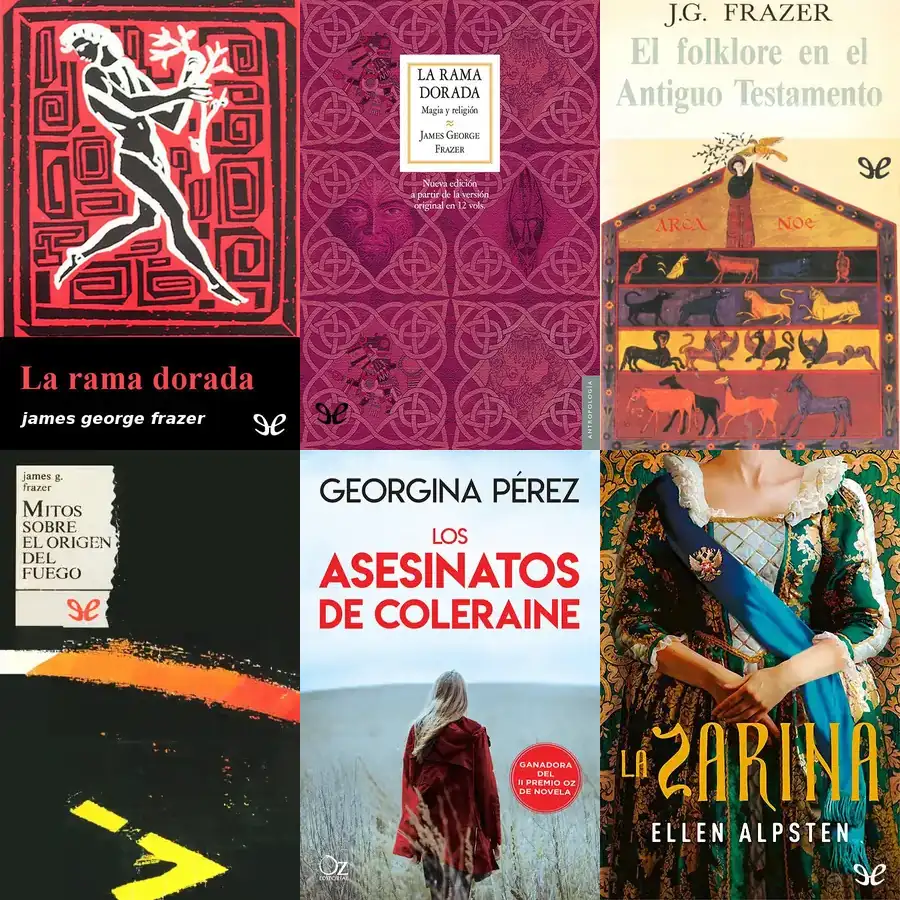 La rama dorada
james george frazer
LA RAMA
DORADA
Magia y religión
JAMES GEORGE
FRAZER
Nueva edición
a partir de la versión
original en 12 vols.
ANTROPOLOGÍA
J.G. FRAZER
El folklore en el
Antiguo Testamento
ARCA NOE
james g.
frazer
MITOS
SOBRE
EL ORIGEN
DEL
FUEGO
GEORGINA PÉREZ
LOS
ASESINATOS
DE COLERAINE
GANADORA
DEL
II PREMIO OZ
DE NOVELA
Oz
EDITORIAL
LA ZARINA
ELLEN ALPSTEN